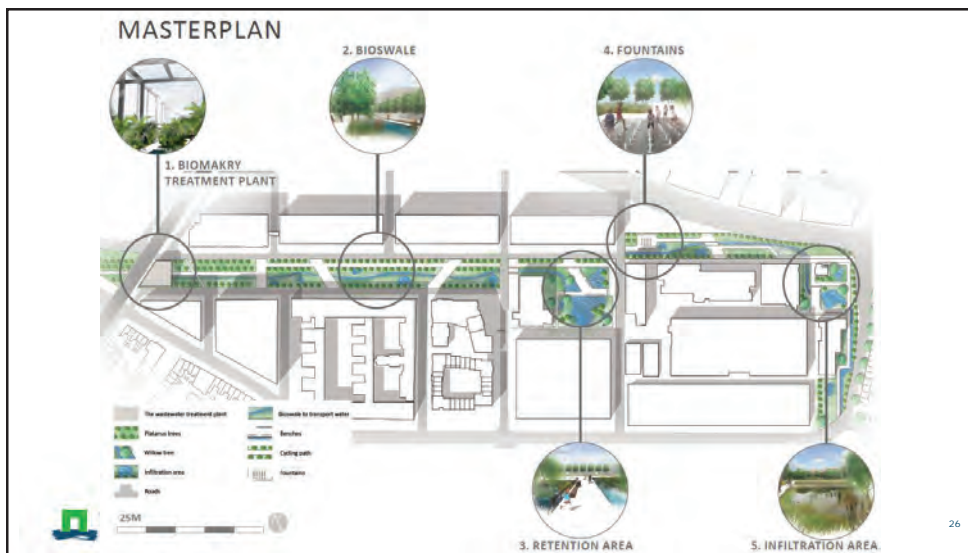 MASTERPLAN
2. BIOSWALE
4. FOUNTAINS
1. BIOMAKRY
TREATMENT PLANT
The wastewater treatment plant
Platanus trees
Willow tree
Infiltration area
Roads
Bioswale to transport water
Benches
Cycling path
Fountains
25M
3. RETENTION AREA
5. INFILTRATION AREA
26